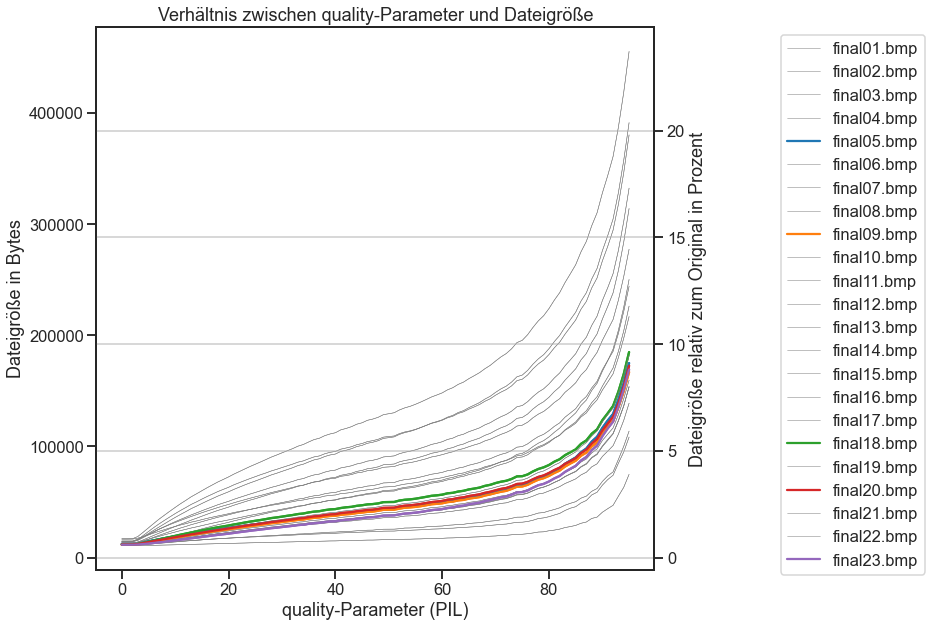 Verhältnis zwischen quality-Parameter und Dateigröße
Dateigröße in Bytes
400000
300000
200000
100000
0
0
20
40
60
80
quality-Parameter (PIL)
20
15
10
5
0
Dateigröße relativ zum Original in Prozent
final01.bmp
final02.bmp
final03.bmp
final04.bmp
final05.bmp
final06.bmp
final07.bmp
final08.bmp
final09.bmp
final10.bmp
final11.bmp
final12.bmp
final13.bmp
final14.bmp
final15.bmp
final16.bmp
final17.bmp
final18.bmp
final19.bmp
final20.bmp
final21.bmp
final22.bmp
final23.bmp